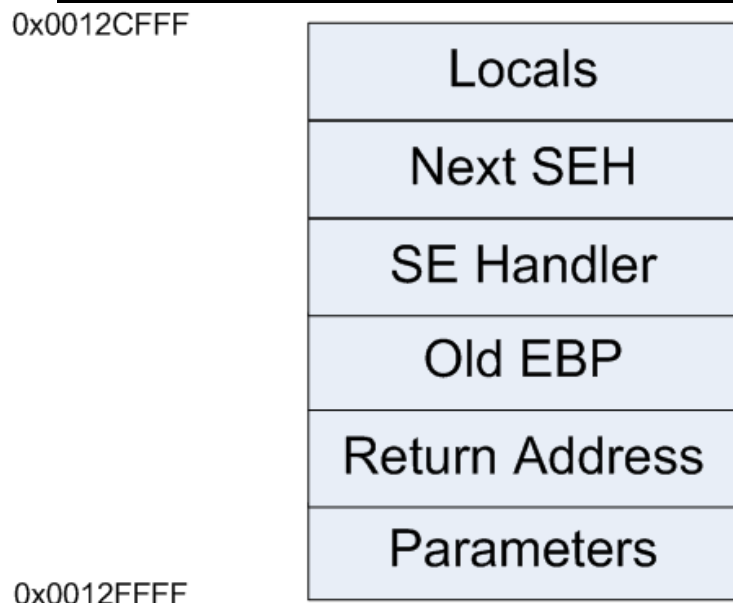 0x0012CFFF
Locals
Next SEH
SE Handler
Old EBP
Return Address
Parameters
0x0012FFFF